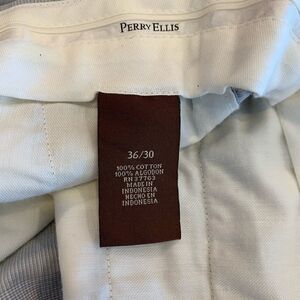 PERRY ELLIS
36/30
100% COTTON
100% ALGODON
RN 37763
MADE IN
INDONESIA
HECHO EN
INDONESIA